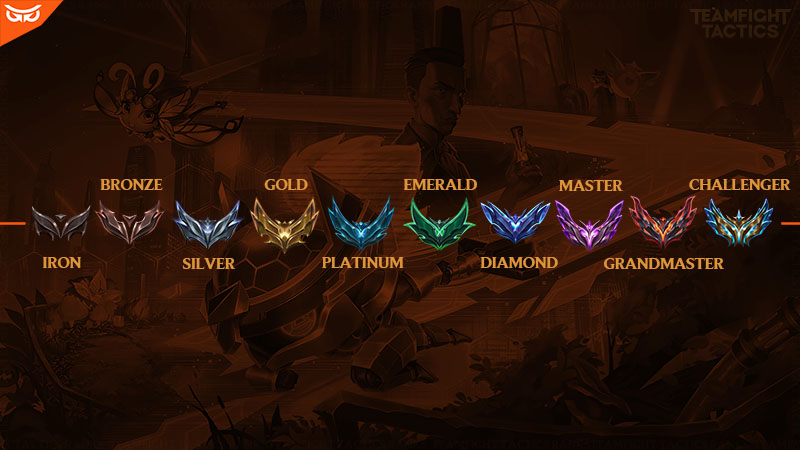 TEAMFIGHT
TACTICS
BRONZE
GOLD
EMERALD
MASTER
CHALLENGER
IRON
SILVER
PLATINUM
DIAMOND
GRANDMASTER